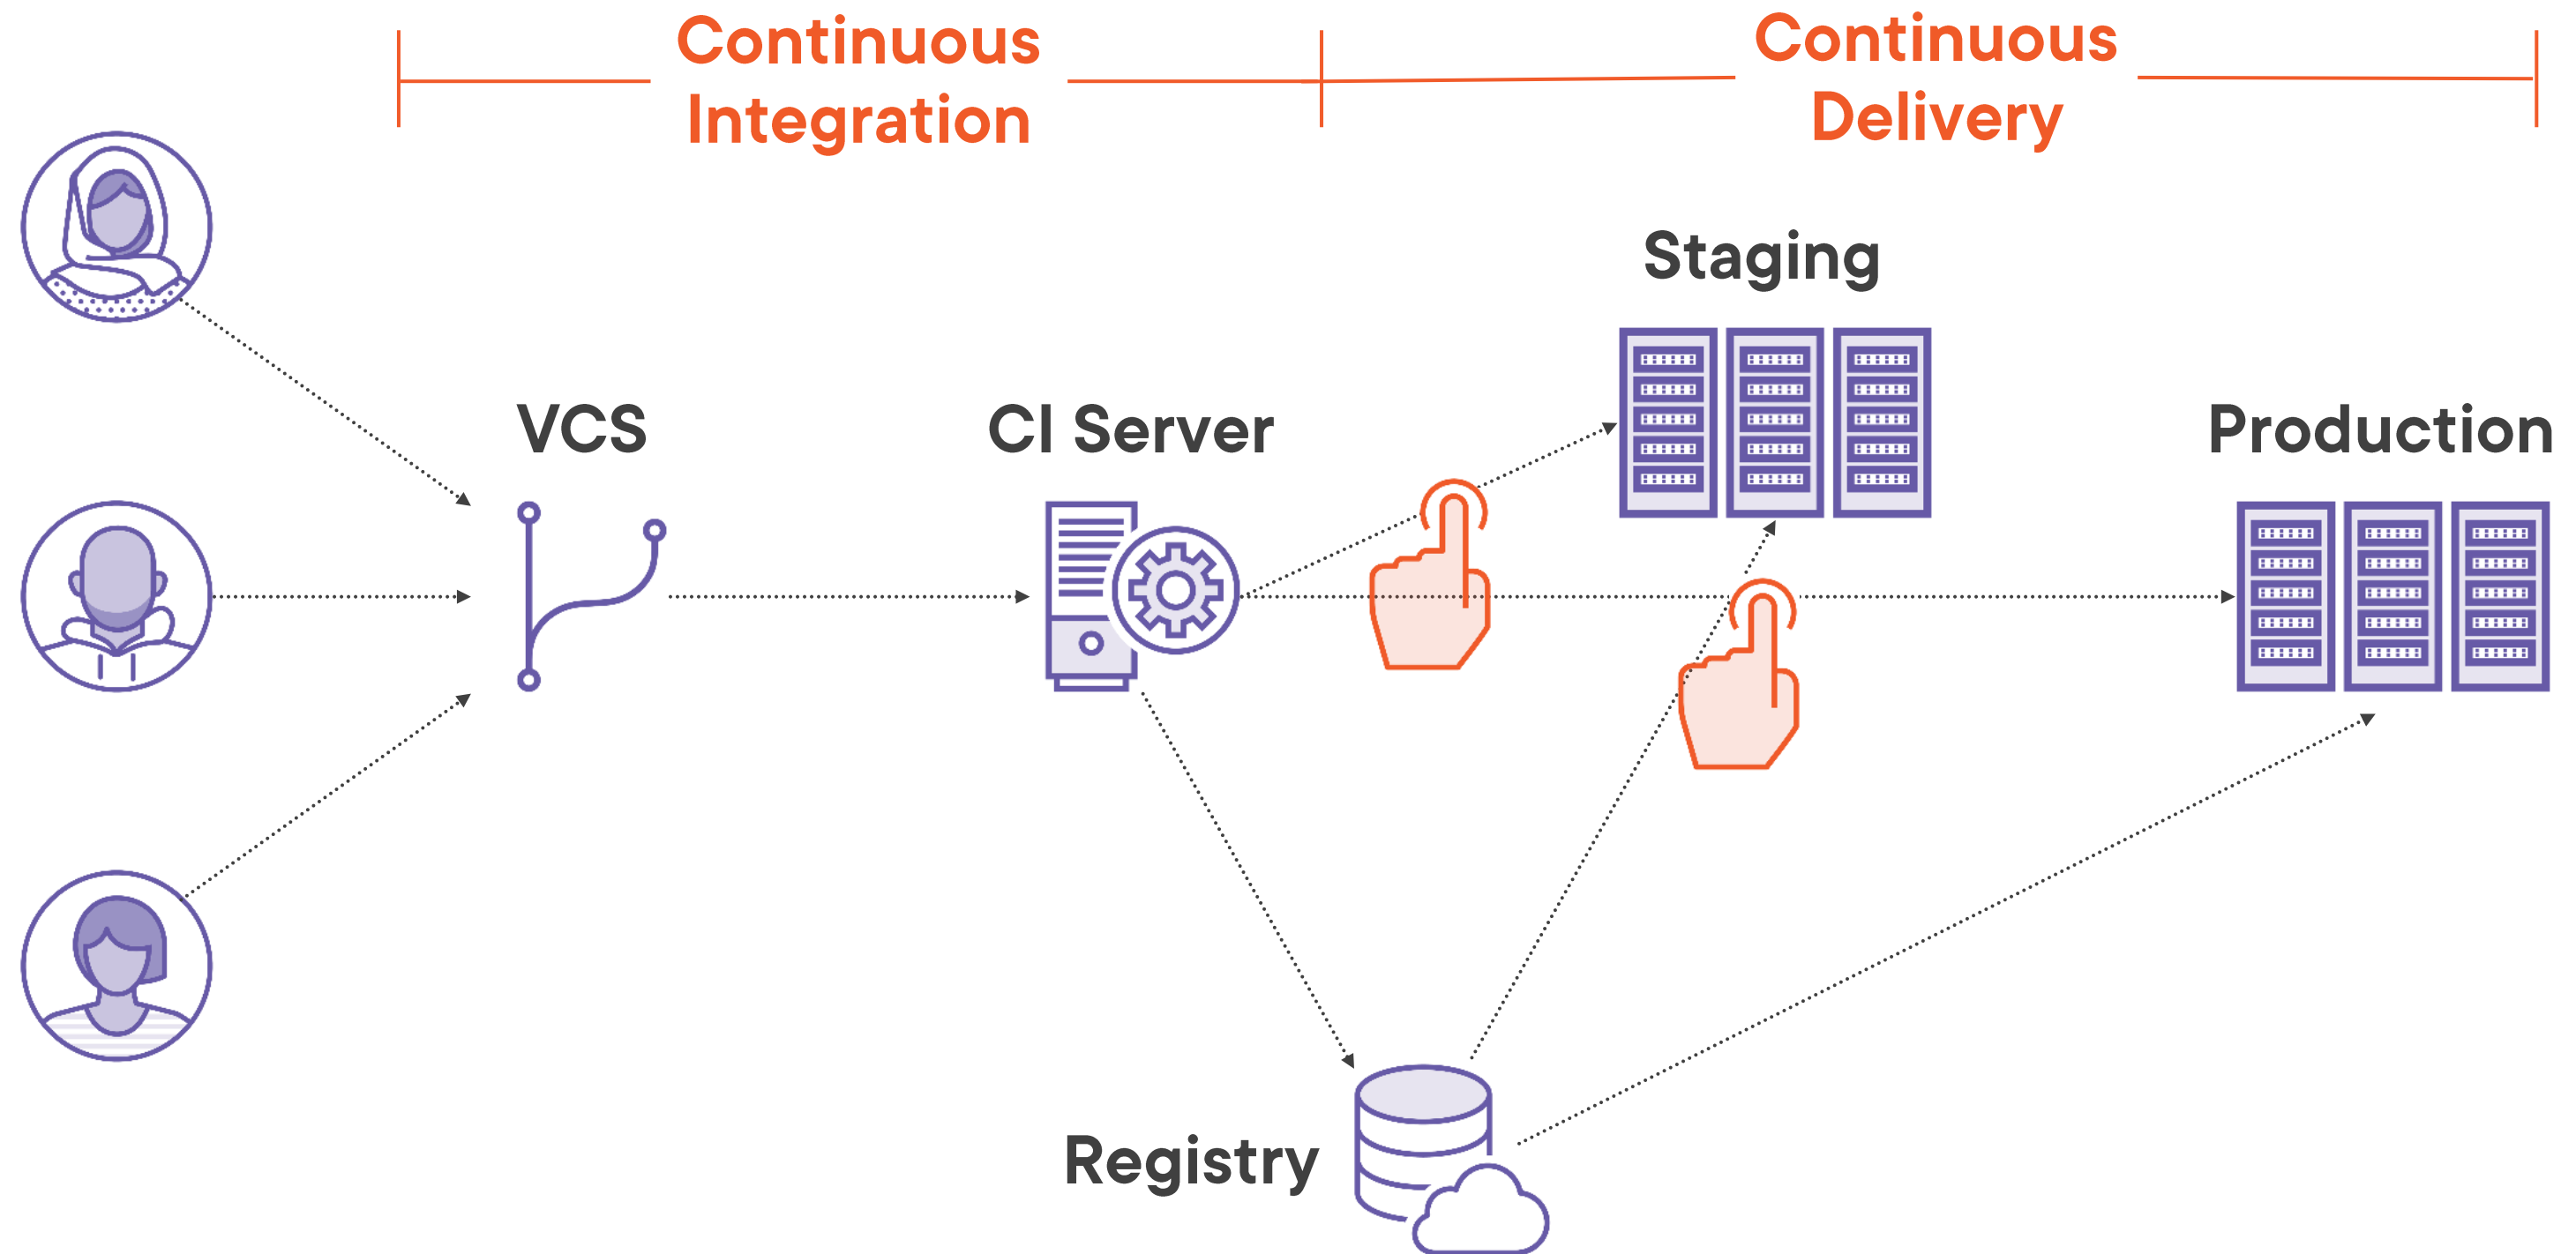 Continuous
Integration
Continuous
Delivery
Staging
VCS
CI Server
Production
Registry